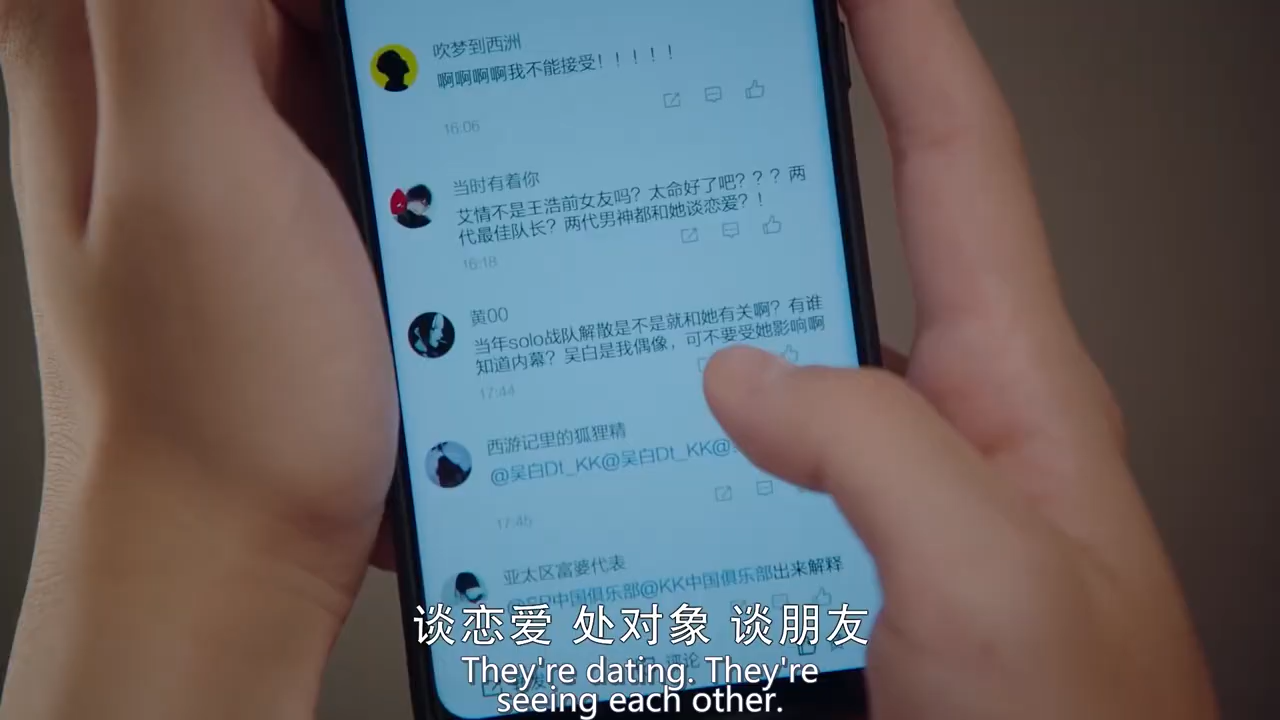 吹梦到西洲
啊啊啊啊我不能接受！！！！！
16:06
当时有着你
艾情不是王浩前女友吗？太命好了吧？？？两
代最佳队长？两代男神都和她谈恋爱？！
16:18
黄00
当年solo战队解散是不是就和她有关啊？有谁
知道内幕？吴白是我偶像，可不要受她影响啊
17:44
西游记里的狐狸精
@吴白Dt_KK@吴白Dt_KK@
17:45
亚太区富婆代表
@SP中国俱乐部@KK中国俱乐部出来解释
谈恋爱 处对象 谈朋友
They're dating. They're
seeing each other.